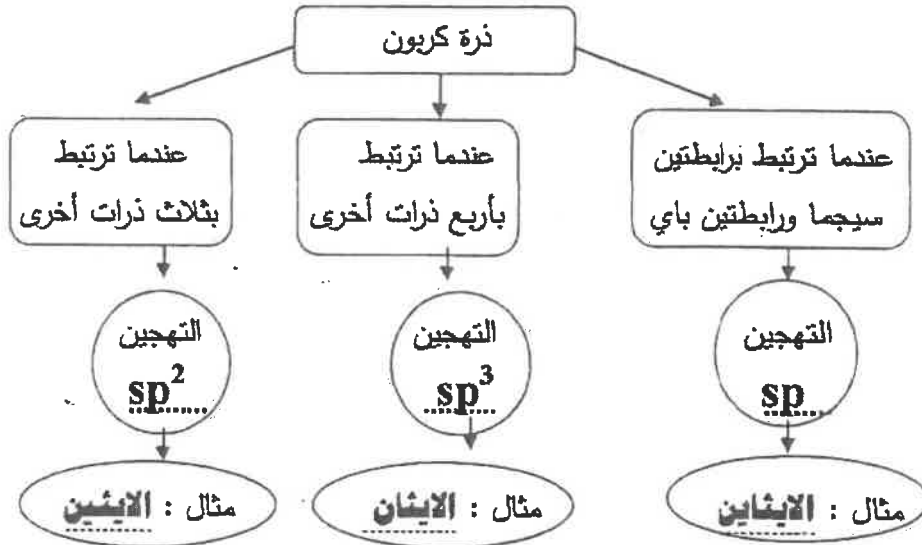 ذرة كربون
عندما ترتبط برابطتين
سيجما ورابطتين باي
عندما ترتبط
بأربع ذرات أخرى
عندما ترتبط
بثلاث ذرات أخرى
التهجين
sp
التهجين
sp³
التهجين
sp²
مثال : الايثاين
مثال : الايثان
مثال : الايثين